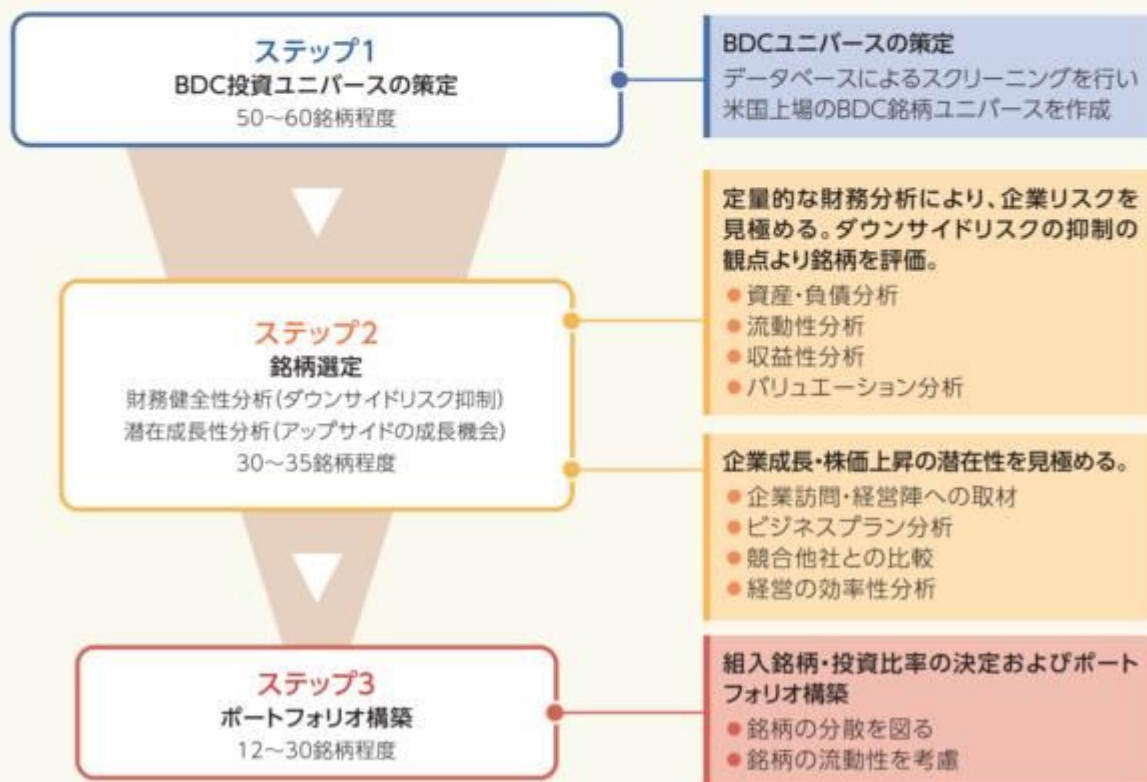 ステップ1
BDC投資ユニバースの策定
50〜60銘柄程度
BDCユニバースの策定
データベースによるスクリーニングを行い
米国上場のBDC銘柄ユニバースを作成
ステップ2
銘柄選定
財務健全性分析(ダウンサイドリスク抑制)
潜在成長性分析(アップサイドの成長機会)
30〜35銘柄程度
定量的な財務分析により、企業リスクを
見極める。ダウンサイドリスクの抑制の
観点より銘柄を評価。
●資産・負債分析
●流動性分析
●収益性分析
●バリュエーション分析
企業成長・株価上昇の潜在性を見極める。
●企業訪問・経営陣への取材
●ビジネスプラン分析
●競合他社との比較
●経営の効率性分析
ステップ3
ポートフォリオ構築
12〜30銘柄程度
組入銘柄・投資比率の決定およびポート
フォリオ構築
●銘柄の分散を図る
●銘柄の流動性を考慮